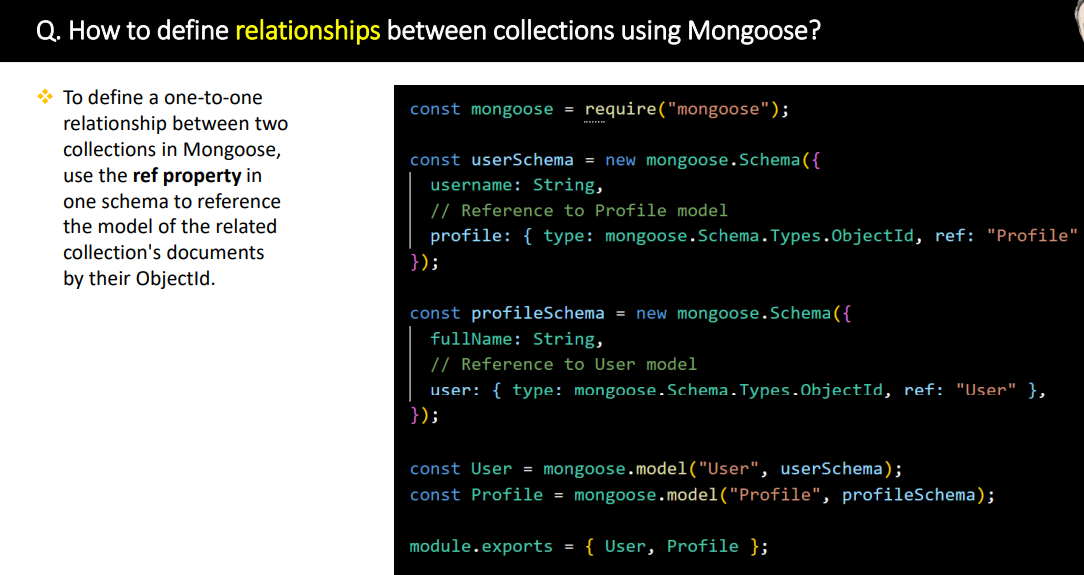 Q. How to define relationships between collections using Mongoose?
To define a one-to-one
relationship between two
collections in Mongoose,
use the ref property in
one schema to reference
the model of the related
collection's documents
by their ObjectId.
const mongoose = require("mongoose");
const userSchema = new mongoose.Schema({
username: String,
// Reference to Profile model
profile: { type: mongoose.Schema.Types.ObjectId, ref: "Profile"
});
const profileSchema = new mongoose.Schema({
fullName: String,
// Reference to User model
user: { type: mongoose.Schema.Types.ObjectId, ref: "User" },
});
const User = mongoose.model("User", userSchema);
const Profile = mongoose.model("Profile", profileSchema);
module.exports = { User, Profile };